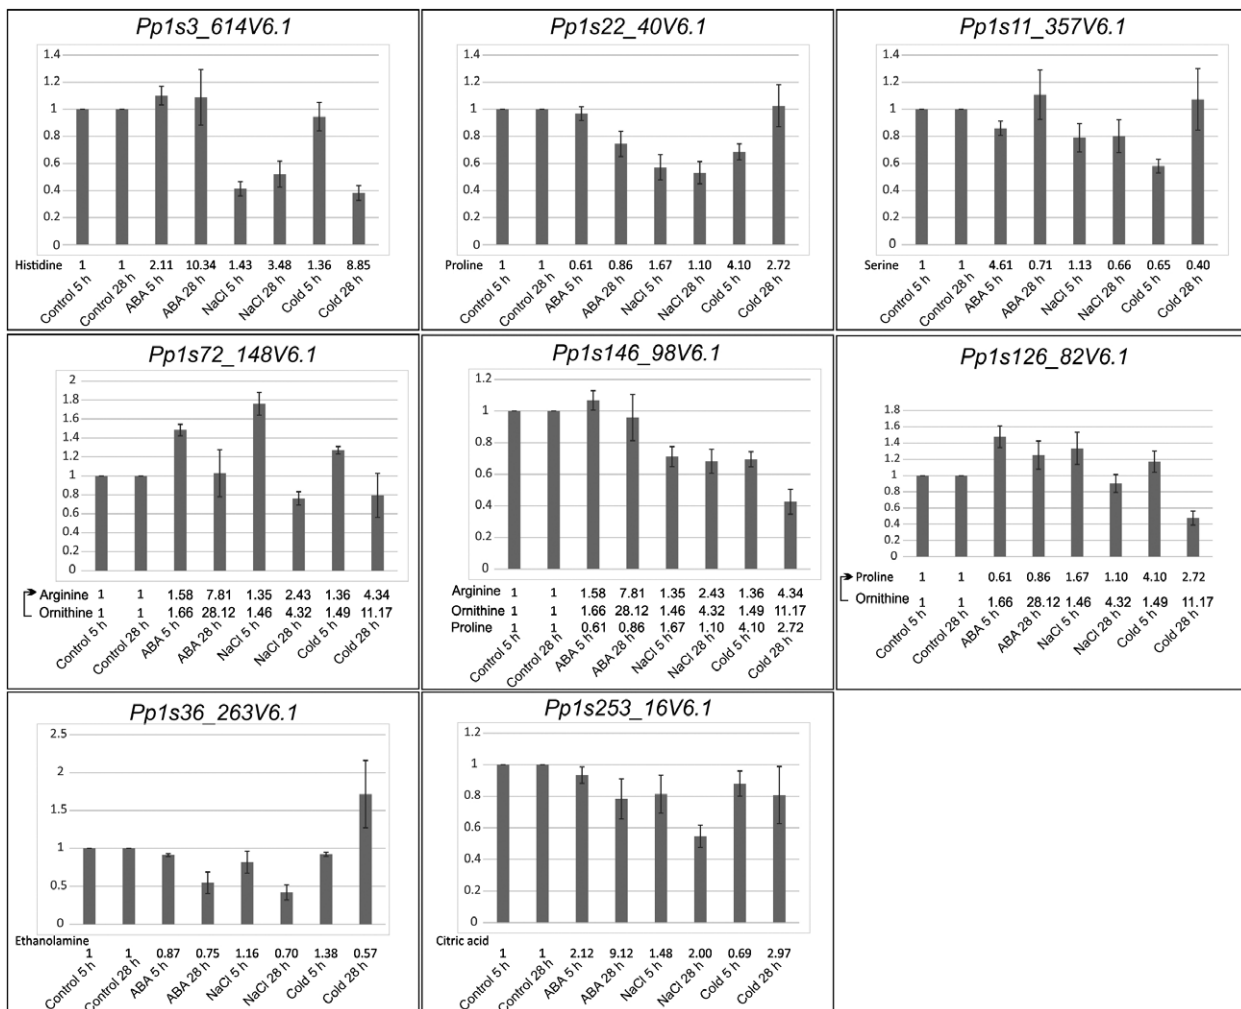 Pp1s3_614V6.1
1.4
1.2
1
0.8
0.6
0.4
0.2
0
Histidine 1 1 2.11 10.34 1.43 3.48 1.36 8.85
Control 5 h Control 28 h ABA 5 h ABA 28 h NaCl 5 h NaCl 28 h Cold 5 h Cold 28 h
Pp1s22_40V6.1
1.4
1.2
1
0.8
0.6
0.4
0.2
0
Proline 1 1 0.61 0.86 1.67 1.10 4.10 2.72
Control 5 h Control 28 h ABA 5 h ABA 28 h NaCl 5 h NaCl 28 h Cold 5 h Cold 28 h
Pp1s11_357V6.1
1.4
1.2
1
0.8
0.6
0.4
0.2
0
Serine 1 1 4.61 0.71 1.13 0.66 0.65 0.40
Control 5 h Control 28 h ABA 5 h ABA 28 h NaCl 5 h NaCl 28 h Cold 5 h Cold 28 h
Pp1s72_148V6.1
2
1.8
1.6
1.4
1.2
1
0.8
0.6
0.4
0.2
0
Arginine 1 1 1.58 7.81 1.35 2.43 1.36 4.34
Ornithine 1 1 1.66 28.12 1.46 4.32 1.49 11.17
Control 5 h Control 28 h ABA 5 h ABA 28 h NaCl 5 h NaCl 28 h Cold 5 h Cold 28 h
Pp1s146_98V6.1
1.2
1
0.8
0.6
0.4
0.2
0
Arginine 1 1 1.58 7.81 1.35 2.43 1.36 4.34
Ornithine 1 1 1.66 28.12 1.46 4.32 1.49 11.17
Proline 1 1 0.61 0.86 1.67 1.10 4.10 2.72
Control 5 h Control 28 h ABA 5 h ABA 28 h NaCl 5 h NaCl 28 h Cold 5 h Cold 28 h
Pp1s126_82V6.1
1.8
1.6
1.4
1.2
1
0.8
0.6
0.4
0.2
0
Proline 1 1 0.61 0.86 1.67 1.10 4.10 2.72
Ornithine 1 1 1.66 28.12 1.46 4.32 1.49 11.17
Control 5 h Control 28 h ABA 5 h ABA 28 h NaCl 5 h NaCl 28 h Cold 5 h Cold 28 h
Pp1s36_263V6.1
2.5
2
1.5
1
0.5
0
Ethanolamine 1 1 0.87 0.75 1.16 0.70 1.38 0.57
Control 5 h Control 28 h ABA 5 h ABA 28 h NaCl 5 h NaCl 28 h Cold 5 h Cold 28 h
Pp1s253_16V6.1
1.2
1
0.8
0.6
0.4
0.2
0
Citric acid 1 1 2.12 9.12 1.48 2.00 0.69 2.97
Control 5 h Control 28 h ABA 5 h ABA 28 h NaCl 5 h NaCl 28 h Cold 5 h Cold 28 h